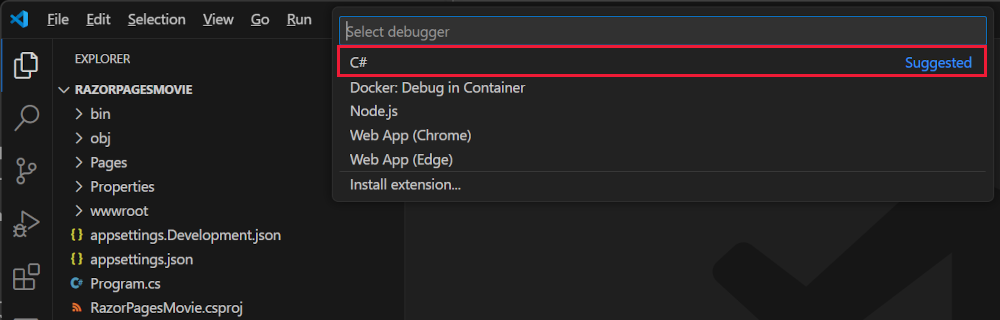 File Edit Selection View Go Run
Select debugger
C# Suggested
Docker: Debug in Container
Node.js
Web App (Chrome)
Web App (Edge)
Install extension...
EXPLORER
RAZORPAGESMOVIE
bin
obj
Pages
Properties
wwwroot
{} appsettings.Development.json
{} appsettings.json
C# Program.cs
RazorPagesMovie.csproj